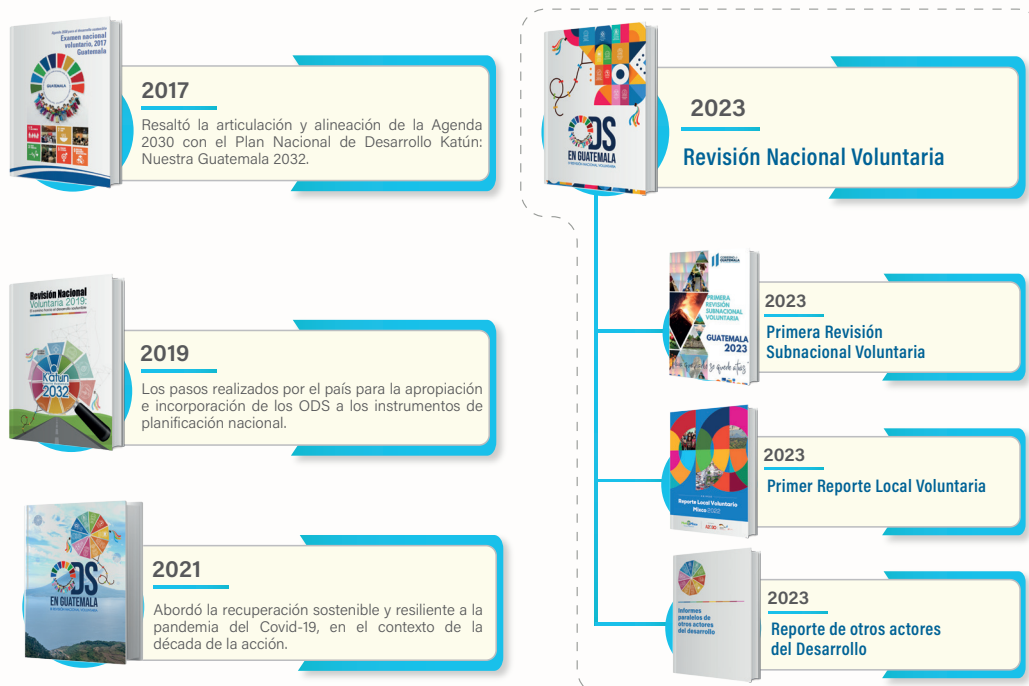 Examen nacional
voluntario, 2017
Guatemala
GUATEMALA
2017
Resaltó la articulación y alineación de la Agenda
2030 con el Plan Nacional de Desarrollo Katún:
Nuestra Guatemala 2032.
Revisión Nacional
Voluntaria 2019:
Katun
2032
2019
Los pasos realizados por el país para la apropiación
e incorporación de los ODS a los instrumentos de
planificación nacional.
ODS
EN GUATEMALA
2021
Abordó la recuperación sostenible y resiliente a la
pandemia del Covid-19, en el contexto de la
década de la acción.
ODS
EN GUATEMALA
2023
Revisión Nacional Voluntaria
GUATEMALA
PRIMERA
REVISIÓN
SUBNACIONAL
VOLUNTARIA
GUATEMALA
2023
2023
Primera Revisión
Subnacional Voluntaria
Reporte Local Voluntario
Mixco 2022
2023
Primer Reporte Local Voluntaria
Informes
paralelos de
otros actores
del desarrollo
2023
Reporte de otros actores
del Desarrollo